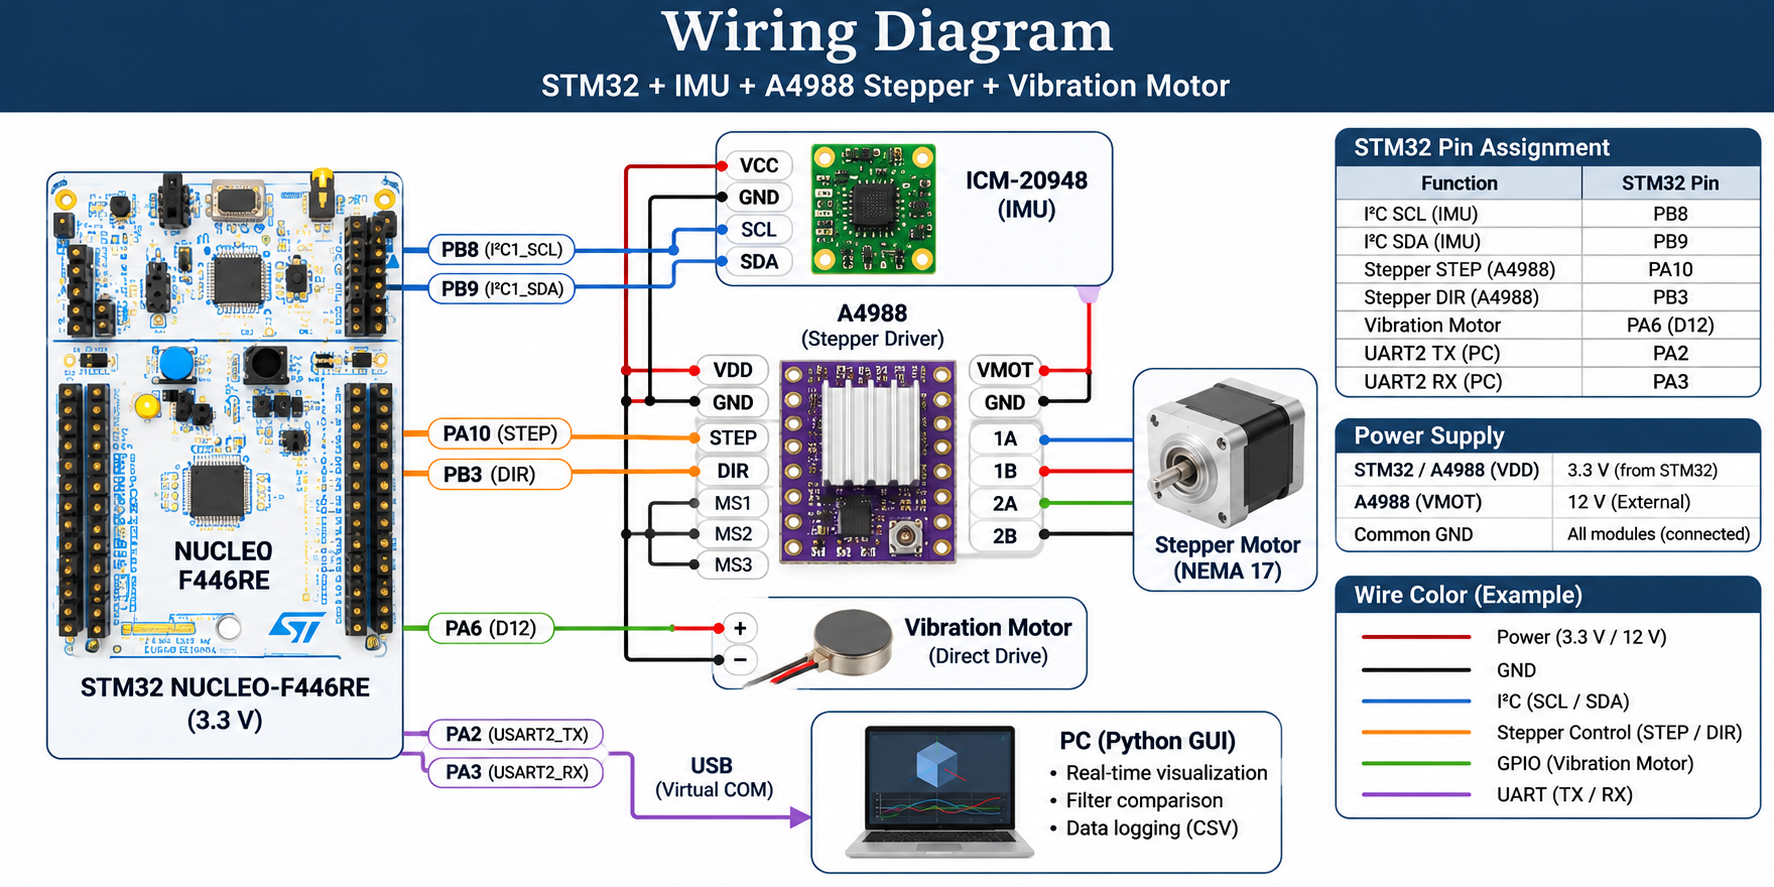 Wiring Diagram
STM32 + IMU + A4988 Stepper + Vibration Motor
NUCLEO
F446RE
STM32 NUCLEO-F446RE
(3.3 V)
PB8 (I²C1_SCL)
PB9 (I²C1_SDA)
PA10 (STEP)
PB3 (DIR)
PA6 (D12)
PA2 (USART2_TX)
PA3 (USART2_RX)
VCC
GND
SCL
SDA
ICM-20948
(IMU)
A4988
(Stepper Driver)
VDD
GND
STEP
DIR
MS1
MS2
MS3
VMOT
GND
1A
1B
2A
2B
Stepper Motor
(NEMA 17)
+
−
Vibration Motor
(Direct Drive)
USB
(Virtual COM)
PC (Python GUI)
• Real-time visualization
• Filter comparison
• Data logging (CSV)
STM32 Pin Assignment
Function STM32 Pin
I²C SCL (IMU) PB8
I²C SDA (IMU) PB9
Stepper STEP (A4988) PA10
Stepper DIR (A4988) PB3
Vibration Motor PA6 (D12)
UART2 TX (PC) PA2
UART2 RX (PC) PA3
Power Supply
STM32 / A4988 (VDD) 3.3 V (from STM32)
A4988 (VMOT) 12 V (External)
Common GND All modules (connected)
Wire Color (Example)
Power (3.3 V / 12 V)
GND
I²C (SCL / SDA)
Stepper Control (STEP / DIR)
GPIO (Vibration Motor)
UART (TX / RX)